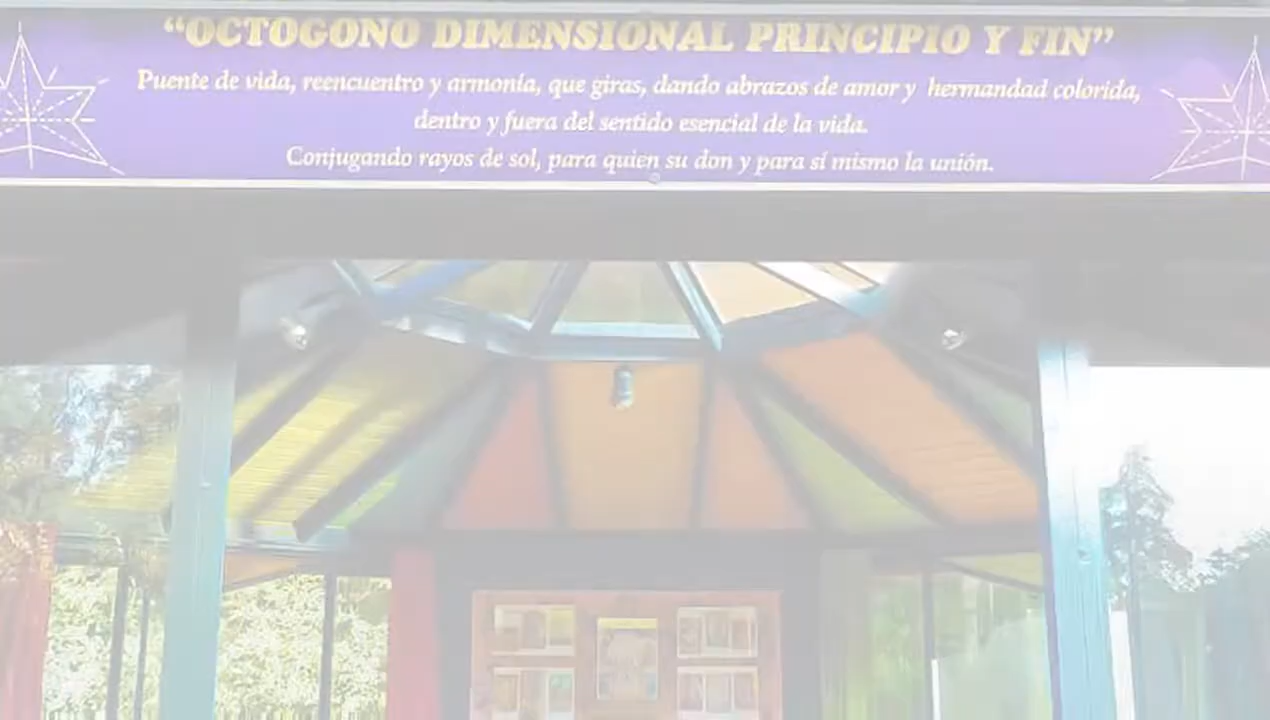 “OCTOGONO DIMENSIONAL PRINCIPIO Y FIN”
Puente de vida, reencuentro y armonía, que giras, dando abrazos de amor y hermandad colorida,
dentro y fuera del sentido esencial de la vida.
Conjugando rayos de sol, para quien su don y para sí mismo la unión.